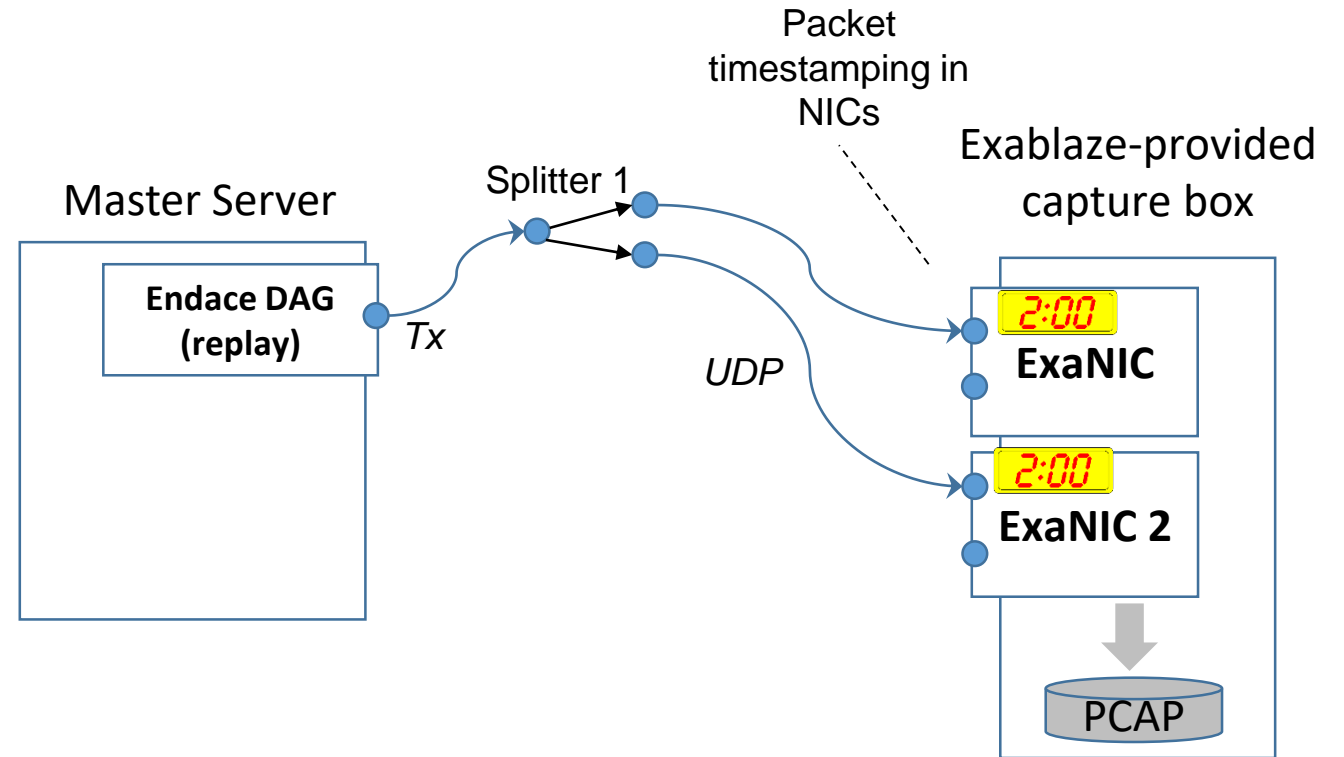 Packet
timestamping in
NICs
Exablaze-provided
capture box
Master Server
Splitter 1
Endace DAG
(replay)
Tx
UDP
2:00
ExaNIC
2:00
ExaNIC 2
PCAP